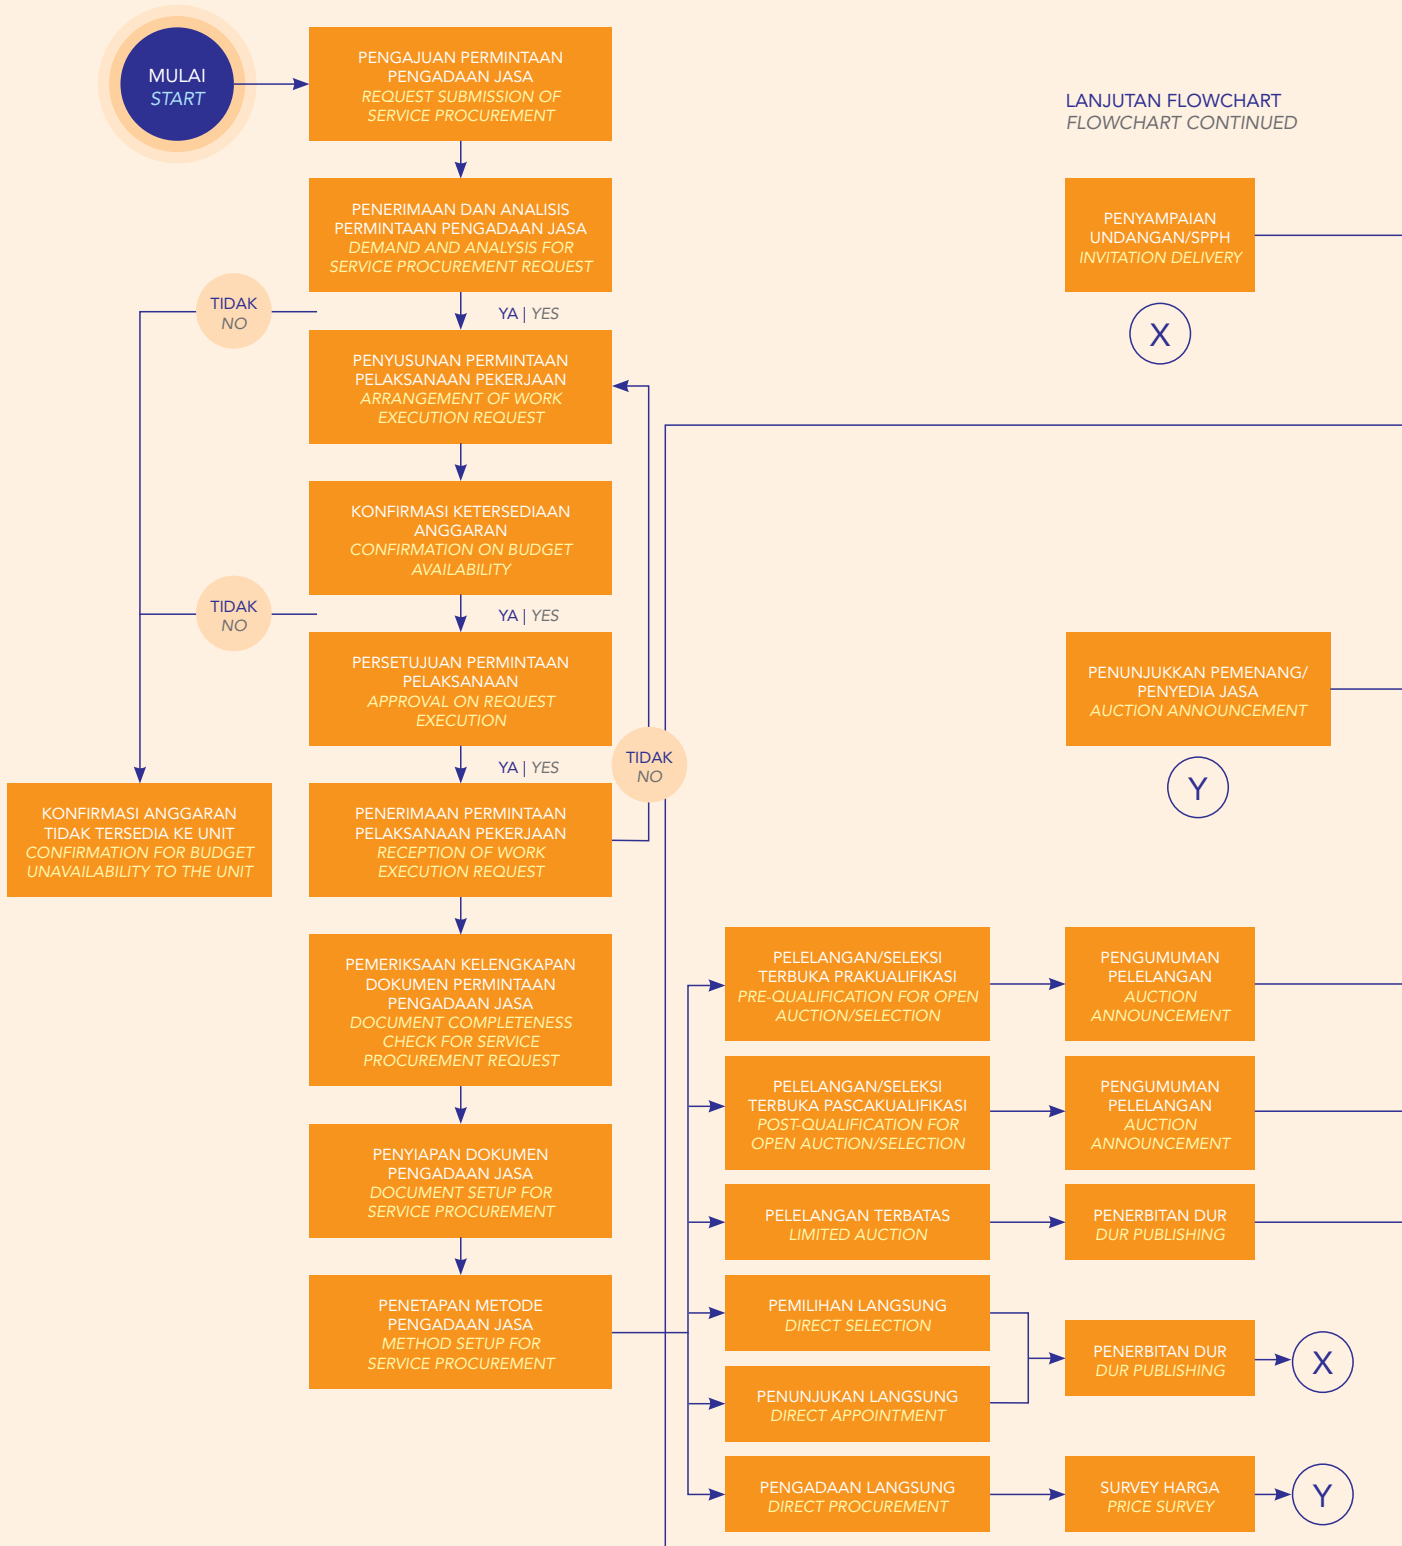 MULAI
START
PENGAJUAN PERMINTAAN
PENGADAAN JASA
REQUEST SUBMISSION OF
SERVICE PROCUREMENT
LANJUTAN FLOWCHART
FLOWCHART CONTINUED
PENERIMAAN DAN ANALISIS
PERMINTAAN PENGADAAN JASA
DEMAND AND ANALYSIS FOR
SERVICE PROCUREMENT REQUEST
PENYAMPAIAN
UNDANGAN/SPPH
INVITATION DELIVERY
X
TIDAK
NO
YA | YES
PENYUSUNAN PERMINTAAN
PELAKSANAAN PEKERJAAN
ARRANGEMENT OF WORK
EXECUTION REQUEST
KONFIRMASI KETERSEDIAAN
ANGGARAN
CONFIRMATION ON BUDGET
AVAILABILITY
TIDAK
NO
YA | YES
PERSETUJUAN PERMINTAAN
PELAKSANAAN
APPROVAL ON REQUEST
EXECUTION
PENUNJUKKAN PEMENANG/
PENYEDIA JASA
AUCTION ANNOUNCEMENT
Y
YA | YES
TIDAK
NO
KONFIRMASI ANGGARAN
TIDAK TERSEDIA KE UNIT
CONFIRMATION FOR BUDGET
UNAVAILABILITY TO THE UNIT
PENERIMAAN PERMINTAAN
PELAKSANAAN PEKERJAAN
RECEPTION OF WORK
EXECUTION REQUEST
PEMERIKSAAN KELENGKAPAN
DOKUMEN PERMINTAAN
PENGADAAN JASA
DOCUMENT COMPLETENESS
CHECK FOR SERVICE
PROCUREMENT REQUEST
PENYIAPAN DOKUMEN
PENGADAAN JASA
DOCUMENT SETUP FOR
SERVICE PROCUREMENT
PENETAPAN METODE
PENGADAAN JASA
METHOD SETUP FOR
SERVICE PROCUREMENT
PELELANGAN/SELEKSI
TERBUKA PRAKUALIFIKASI
PRE-QUALIFICATION FOR OPEN
AUCTION/SELECTION
PENGUMUMAN
PELELANGAN
AUCTION
ANNOUNCEMENT
PELELANGAN/SELEKSI
TERBUKA PASCAKUALIFIKASI
POST-QUALIFICATION FOR
OPEN AUCTION/SELECTION
PENGUMUMAN
PELELANGAN
AUCTION
ANNOUNCEMENT
PELELANGAN TERBATAS
LIMITED AUCTION
PENERBITAN DUR
DUR PUBLISHING
PEMILIHAN LANGSUNG
DIRECT SELECTION
PENUNJUKAN LANGSUNG
DIRECT APPOINTMENT
PENERBITAN DUR
DUR PUBLISHING
X
PENGADAAN LANGSUNG
DIRECT PROCUREMENT
SURVEY HARGA
PRICE SURVEY
Y